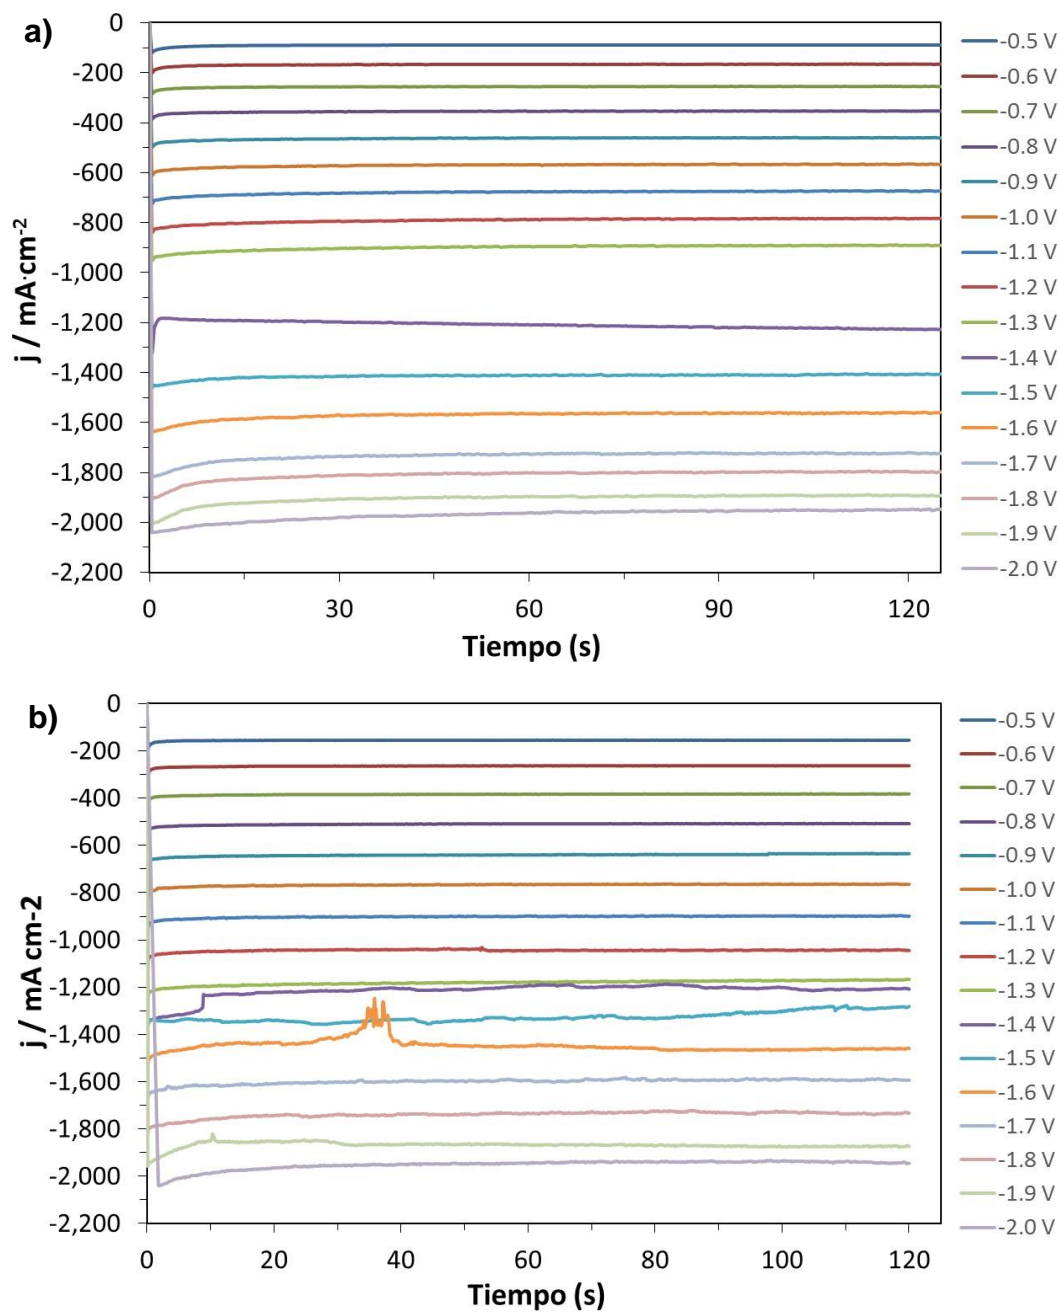 a)
j / mA·cm-2
0
-200
-400
-600
-800
-1,000
-1,200
-1,400
-1,600
-1,800
-2,000
-2,200
0 30 60 90 120
Tiempo (s)
-0.5 V
-0.6 V
-0.7 V
-0.8 V
-0.9 V
-1.0 V
-1.1 V
-1.2 V
-1.3 V
-1.4 V
-1.5 V
-1.6 V
-1.7 V
-1.8 V
-1.9 V
-2.0 V
b)
j / mA cm-2
0
-200
-400
-600
-800
-1,000
-1,200
-1,400
-1,600
-1,800
-2,000
-2,200
0 20 40 60 80 100 120
Tiempo (s)
-0.5 V
-0.6 V
-0.7 V
-0.8 V
-0.9 V
-1.0 V
-1.1 V
-1.2 V
-1.3 V
-1.4 V
-1.5 V
-1.6 V
-1.7 V
-1.8 V
-1.9 V
-2.0 V